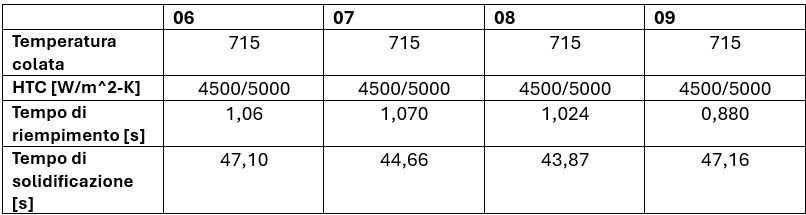 06 07 08 09
Temperatura 715 715 715 715
colata
HTC [W/m^2-K] 4500/5000 4500/5000 4500/5000 4500/5000
Tempo di 1,06 1,070 1,024 0,880
riempimento [s]
Tempo di 47,10 44,66 43,87 47,16
solidificazione
[s]